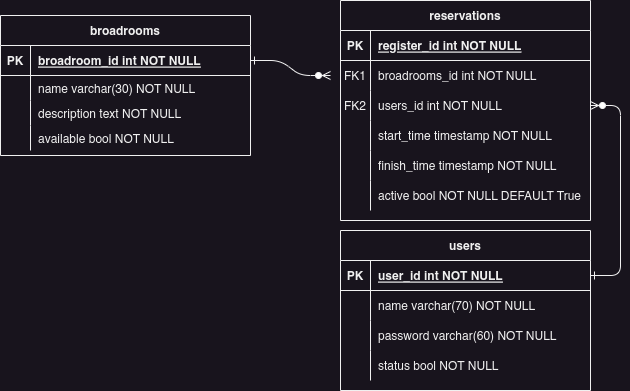 broadrooms
PK broadroom_id int NOT NULL
name varchar(30) NOT NULL
description text NOT NULL
available bool NOT NULL
reservations
PK register_id int NOT NULL
FK1 broadrooms_id int NOT NULL
FK2 users_id int NOT NULL
start_time timestamp NOT NULL
finish_time timestamp NOT NULL
active bool NOT NULL DEFAULT True
users
PK user_id int NOT NULL
name varchar(70) NOT NULL
password varchar(60) NOT NULL
status bool NOT NULL